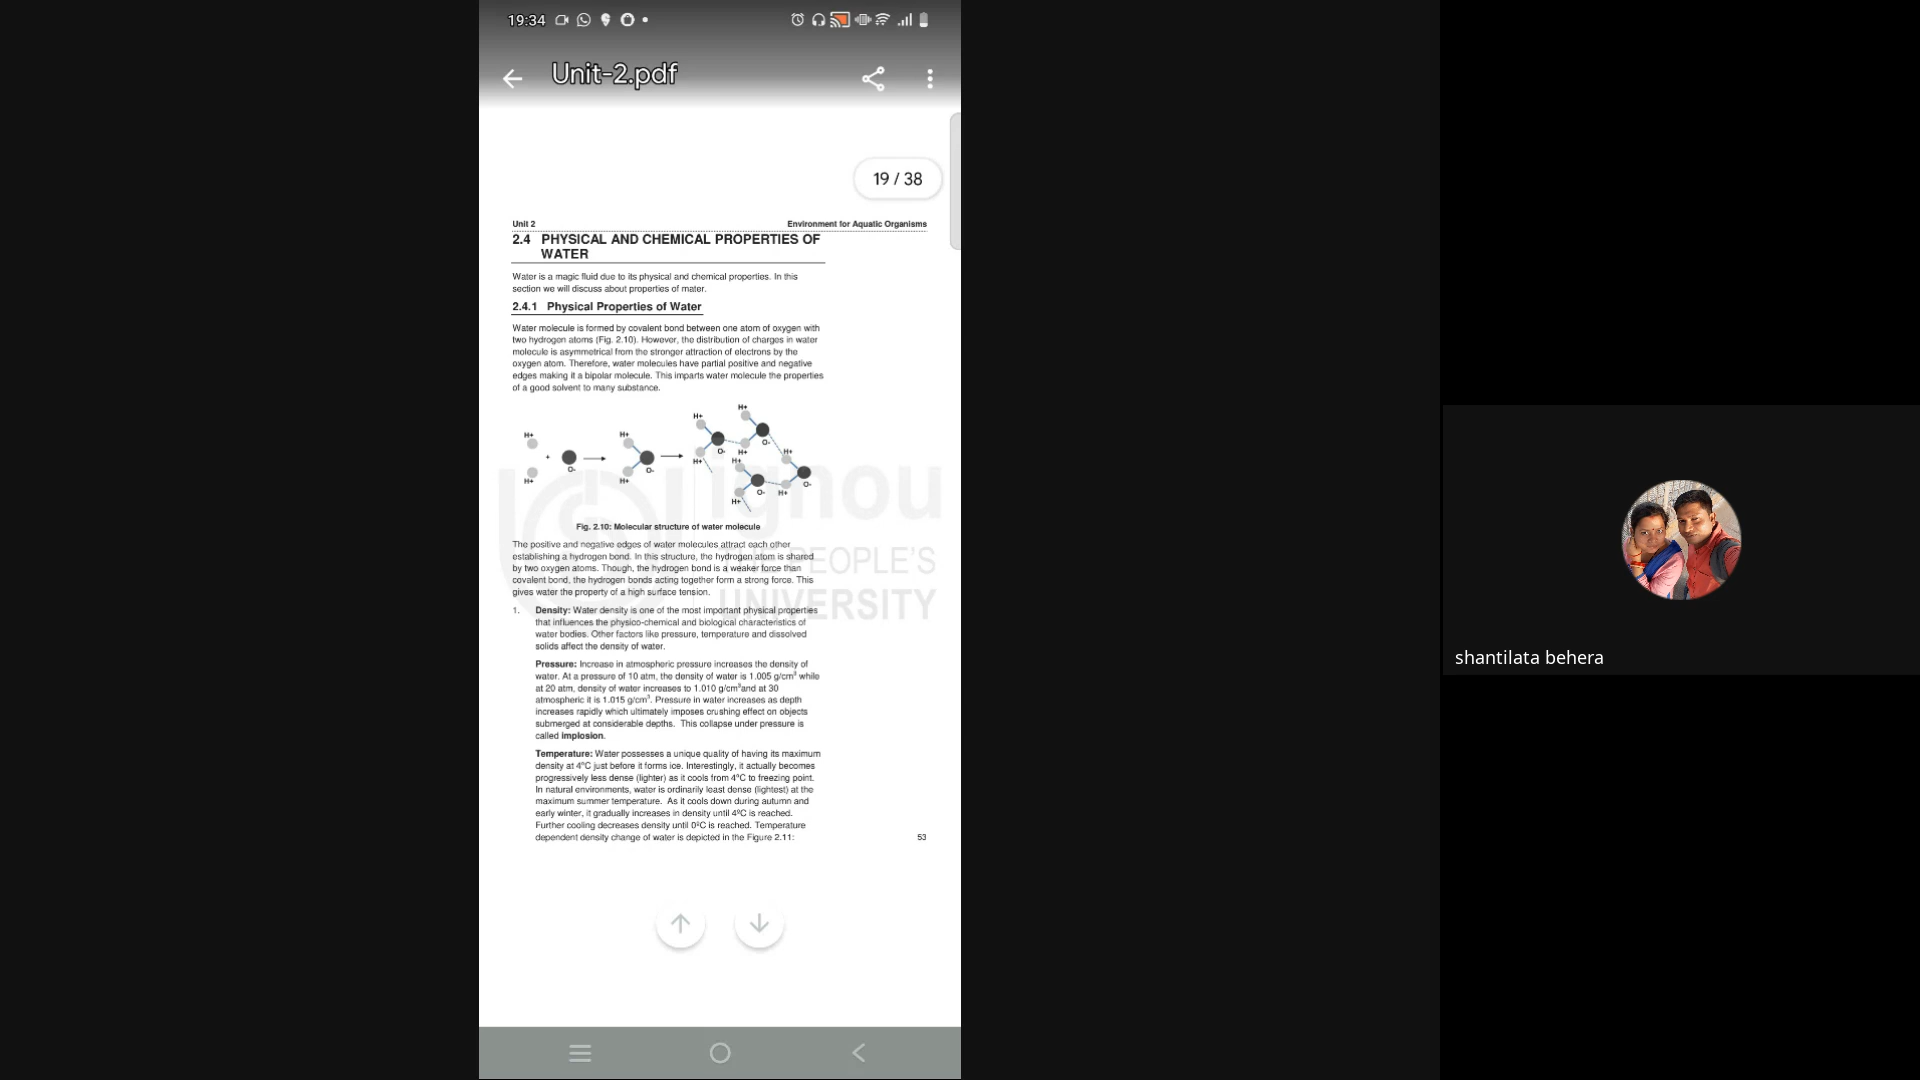 19:34
Unit-2.pdf
19 / 38
Unit 2 Environment for Aquatic Organisms
2.4 PHYSICAL AND CHEMICAL PROPERTIES OF
WATER
Water is a magic fluid due to its physical and chemical properties. In this
section we will discuss about properties of mater.
2.4.1 Physical Properties of Water
Water molecule is formed by covalent bond between one atom of oxygen with
two hydrogen atoms (Fig. 2.10). However, the distribution of charges in water
molecule is asymmetrical from the stronger attraction of electrons by the
oxygen atom. Therefore, water molecules have partial positive and negative
edges making it a bipolar molecule. This imparts water molecule the properties
of a good solvent to many substance.
H+ H+ H+ H+
+ O- O- O- H+ O- H+
H+ H+ H+ H+ O- H+ O-
H+
ignou
THE PEOPLE'S
UNIVERSITY
Fig. 2.10: Molecular structure of water molecule
The positive and negative edges of water molecules attract each other
establishing a hydrogen bond. In this structure, the hydrogen atom is shared
by two oxygen atoms. Though, the hydrogen bond is a weaker force than
covalent bond, the hydrogen bonds acting together form a strong force. This
gives water the property of a high surface tension.
1. Density: Water density is one of the most important physical properties
that influences the physico-chemical and biological characteristics of
water bodies. Other factors like pressure, temperature and dissolved
solids affect the density of water.
Pressure: Increase in atmospheric pressure increases the density of
water. At a pressure of 10 atm, the density of water is 1.005 g/cm³ while
at 20 atm, density of water increases to 1.010 g/cm³and at 30
atmospheric it is 1.015 g/cm³. Pressure in water increases as depth
increases rapidly which ultimately imposes crushing effect on objects
submerged at considerable depths. This collapse under pressure is
called implosion.
Temperature: Water possesses a unique quality of having its maximum
density at 4°C just before it forms ice. Interestingly, it actually becomes
progressively less dense (lighter) as it cools from 4°C to freezing point.
In natural environments, water is ordinarily least dense (lightest) at the
maximum summer temperature. As it cools down during autumn and
early winter, it gradually increases in density until 4°C is reached.
Further cooling decreases density until 0°C is reached. Temperature
dependent density change of water is depicted in the Figure 2.11:
53
shantilata behera